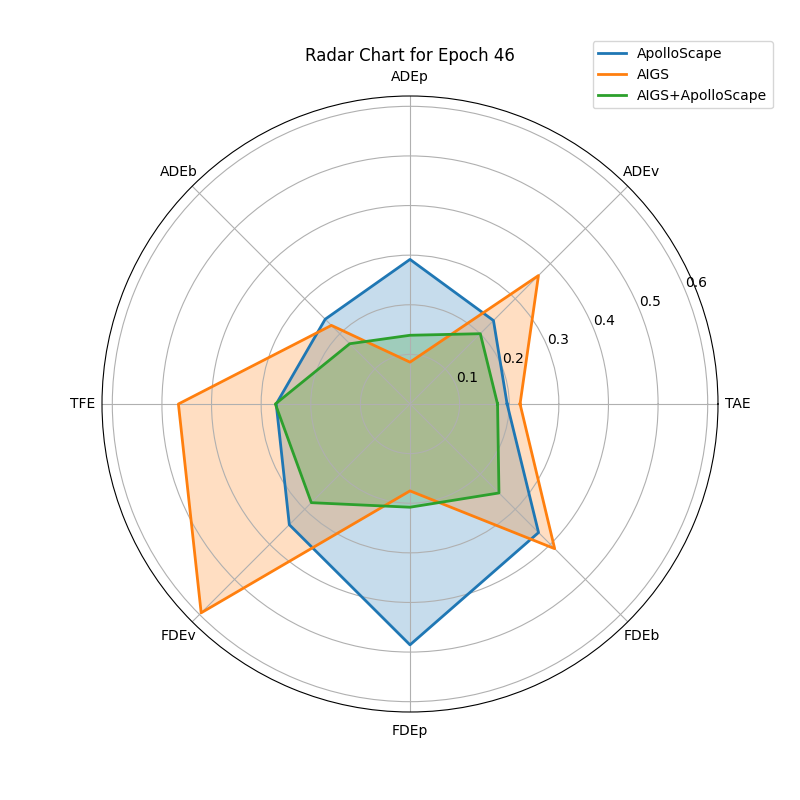 Radar Chart for Epoch 46
ApolloScape
AIGS
AIGS+ApolloScape
ADEp
ADEb
ADEv
0.6
0.5
0.4
0.3
0.2
0.1
TFE
TAE
FDEv
FDEb
FDEp